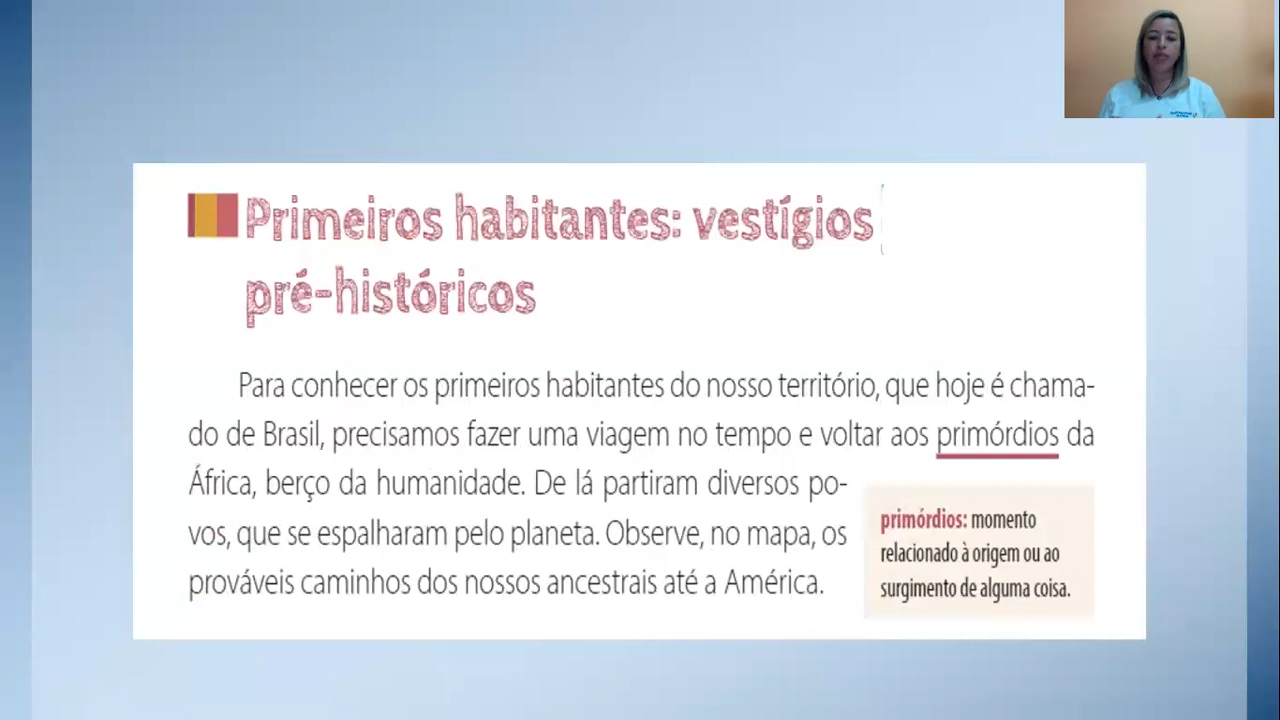 Primeiros habitantes: vestígios
pré-históricos
Para conhecer os primeiros habitantes do nosso território, que hoje é chama-
do de Brasil, precisamos fazer uma viagem no tempo e voltar aos primórdios da
África, berço da humanidade. De lá partiram diversos po-
vos, que se espalharam pelo planeta. Observe, no mapa, os
prováveis caminhos dos nossos ancestrais até a América.
primórdios: momento
relacionado à origem ou ao
surgimento de alguma coisa.